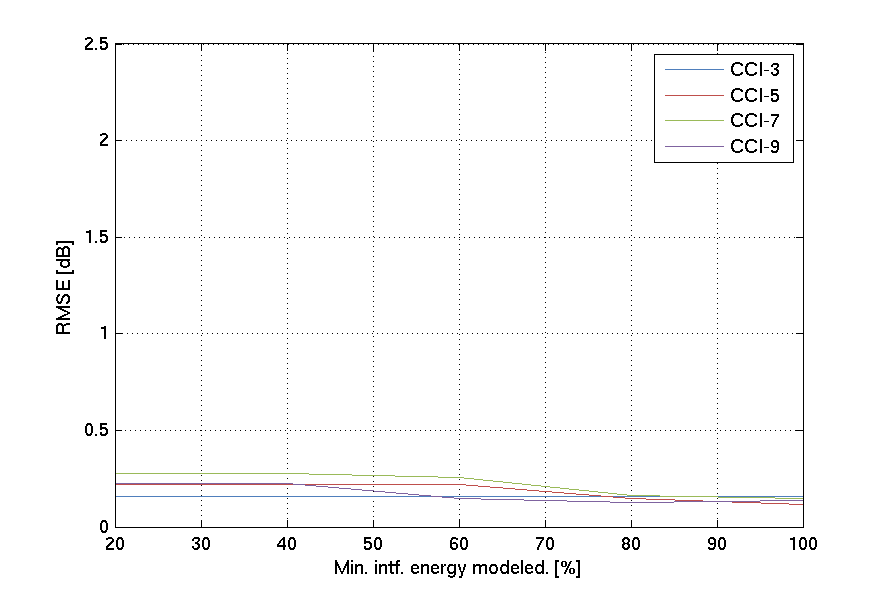 2.5
2
1.5
1
0.5
0
RMSE [dB]
CCI-3
CCI-5
CCI-7
CCI-9
20 30 40 50 60 70 80 90 100
Min. intf. energy modeled. [%]